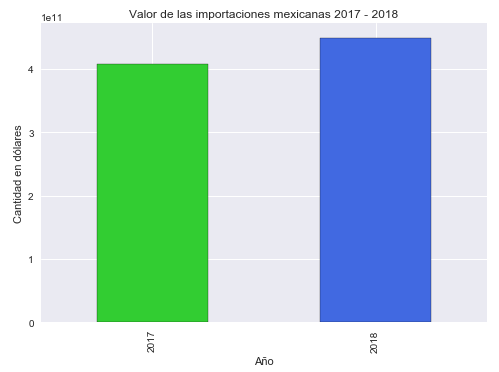 Valor de las importaciones mexicanas 2017 - 2018
1e11
4
3
2
1
0
Cantidad en dólares
2017
2018
Año